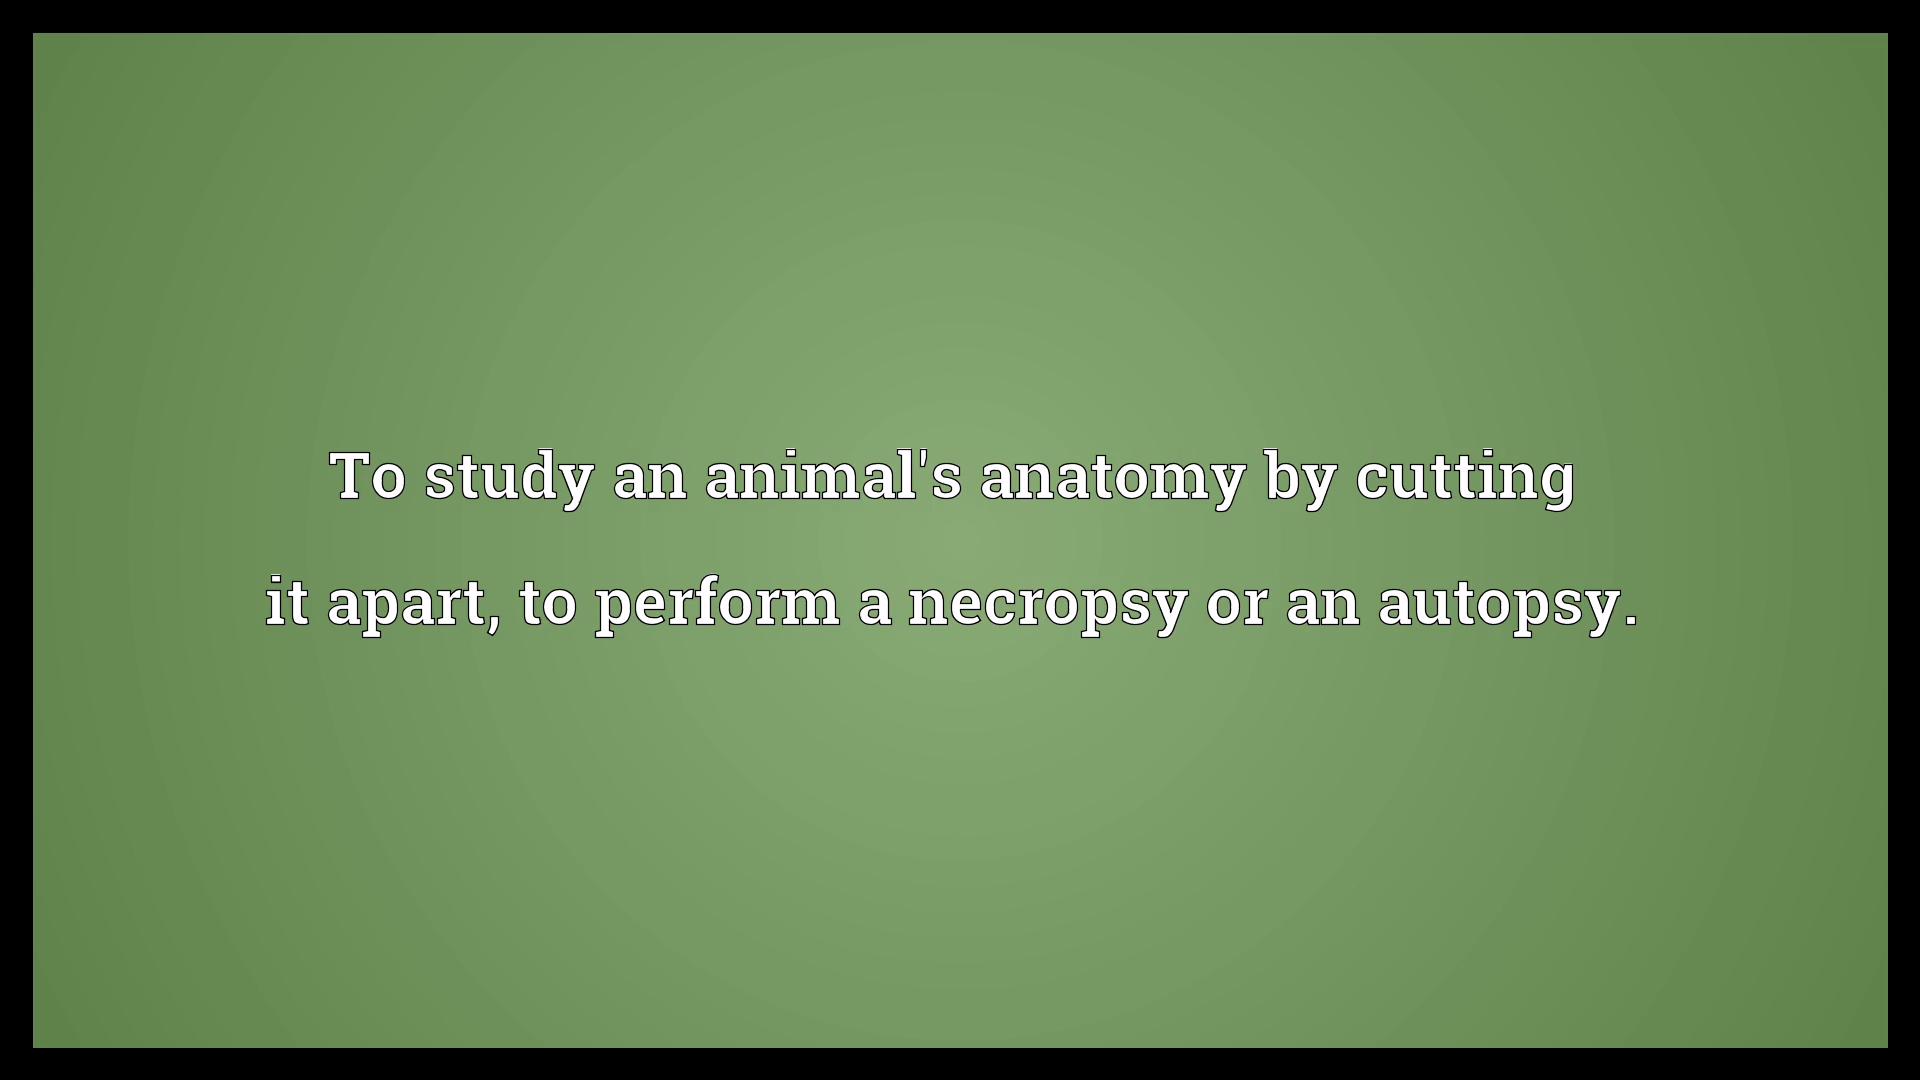 To study an animal's anatomy by cutting
it apart, to perform a necropsy or an autopsy.